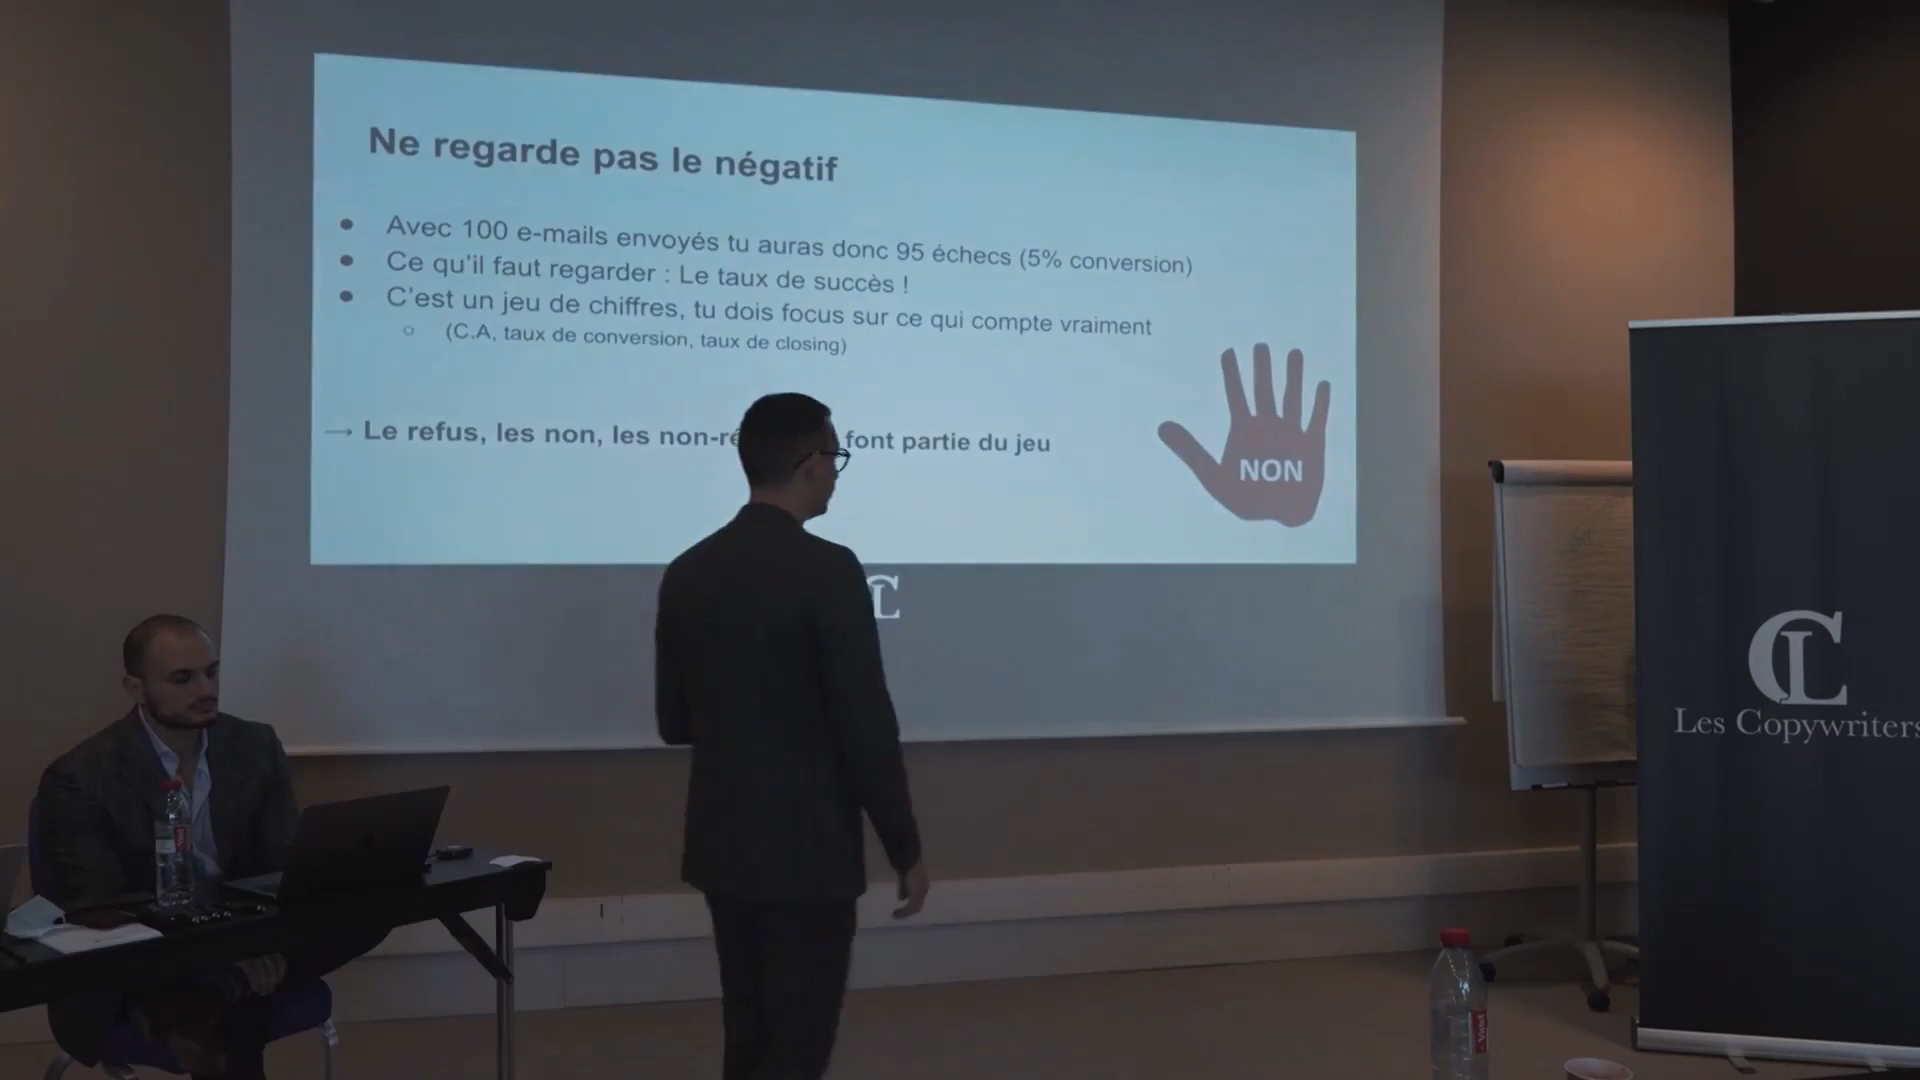 Ne regarde pas le négatif
● Avec 100 e-mails envoyés tu auras donc 95 échecs (5% conversion)
● Ce qu'il faut regarder : Le taux de succès !
● C'est un jeu de chiffres, tu dois focus sur ce qui compte vraiment
○ (C.A, taux de conversion, taux de closing)
→ Le refus, les non, les non-ré font partie du jeu
NON
CL
CL
Les Copywriters
Vittel